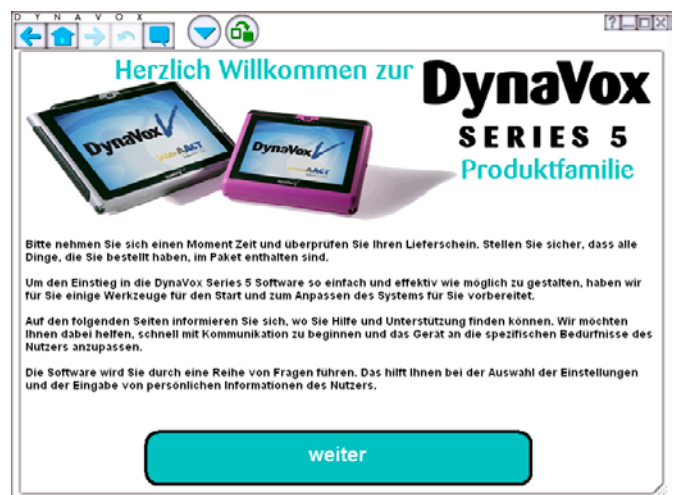 DYNAVOX
Herzlich Willkommen zur
DynaVox
SERIES 5
Produktfamilie
DynaVox
DynaVox
Bitte nehmen Sie sich einen Moment Zeit und überprüfen Sie Ihren Lieferschein. Stellen Sie sicher, dass alle
Dinge, die Sie bestellt haben, im Paket enthalten sind.
Um den Einstieg in die DynaVox Series 5 Software so einfach und effektiv wie möglich zu gestalten, haben wir
für Sie einige Werkzeuge für den Start und zum Anpassen des Systems für Sie vorbereitet.
Auf den folgenden Seiten informieren Sie sich, wo Sie Hilfe und Unterstützung finden können. Wir möchten
Ihnen dabei helfen, schnell mit Kommunikation zu beginnen und das Gerät an die spezifischen Bedürfnisse des
Nutzers anzupassen.
Die Software wird Sie durch eine Reihe von Fragen führen. Das hilft Ihnen bei der Auswahl der Einstellungen
und der Eingabe von persönlichen Informationen des Nutzers.
weiter